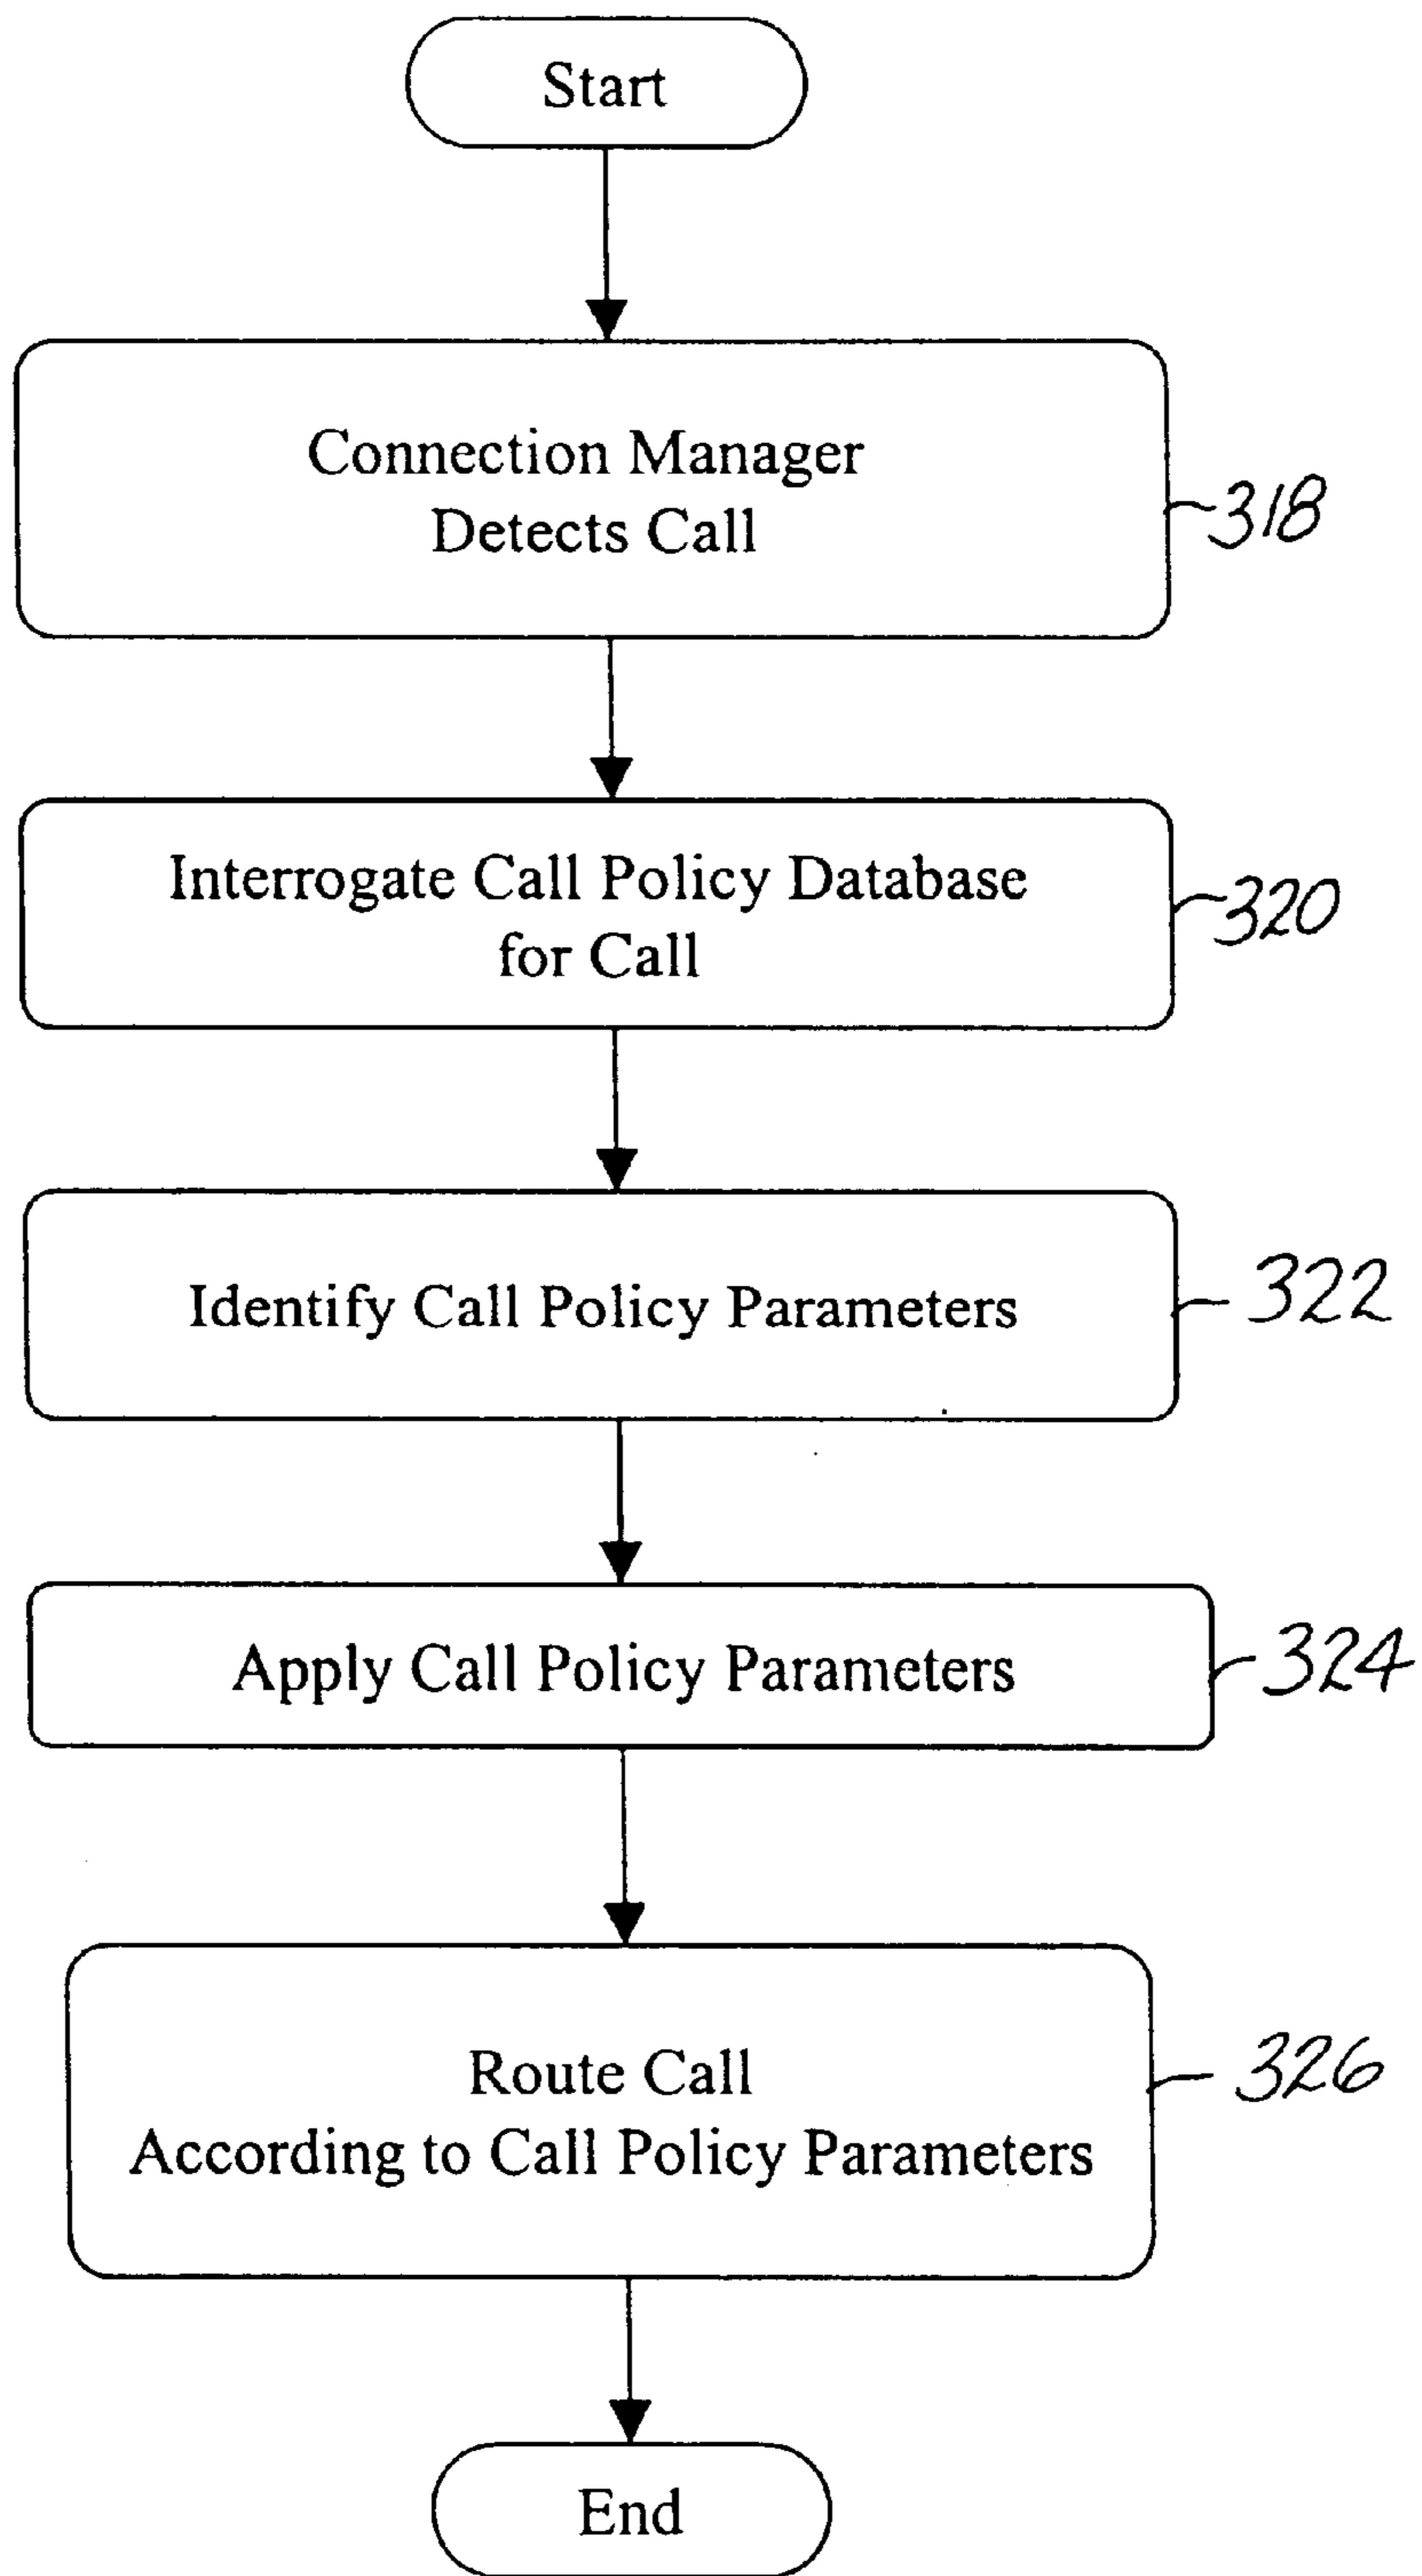 Start
Connection Manager
Detects Call
318
Interrogate Call Policy Database
for Call
320
Identify Call Policy Parameters
322
Apply Call Policy Parameters
324
Route Call
According to Call Policy Parameters
326
End